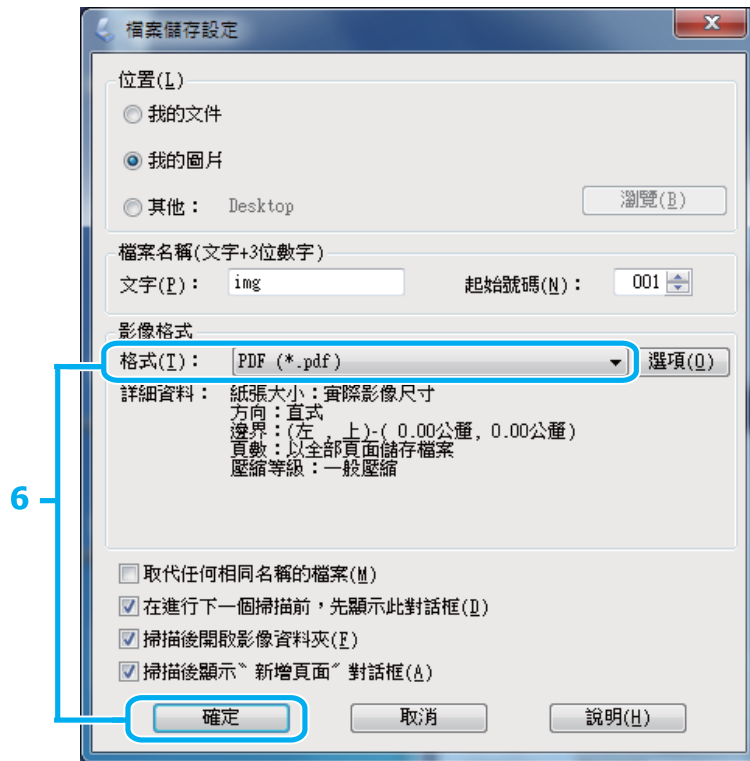 檔案儲存設定
位置(L)
我的文件
我的圖片
其他： Desktop 瀏覽(B)
檔案名稱(文字+3位數字)
文字(P)： img 起始號碼(N)： 001
影像格式
格式(T)： PDF (*.pdf) 選項(O)
詳細資料： 紙張大小：實際影像尺寸
方向：直式
邊界：(左 , 上)-( 0.00公釐, 0.00公釐)
頁數：以全部頁面儲存檔案
壓縮等級：一般壓縮
6
取代任何相同名稱的檔案(M)
在進行下一個掃描前，先顯示此對話框(D)
掃描後開啟影像資料夾(F)
掃描後顯示〝新增頁面〞對話框(A)
確定 取消 說明(H)